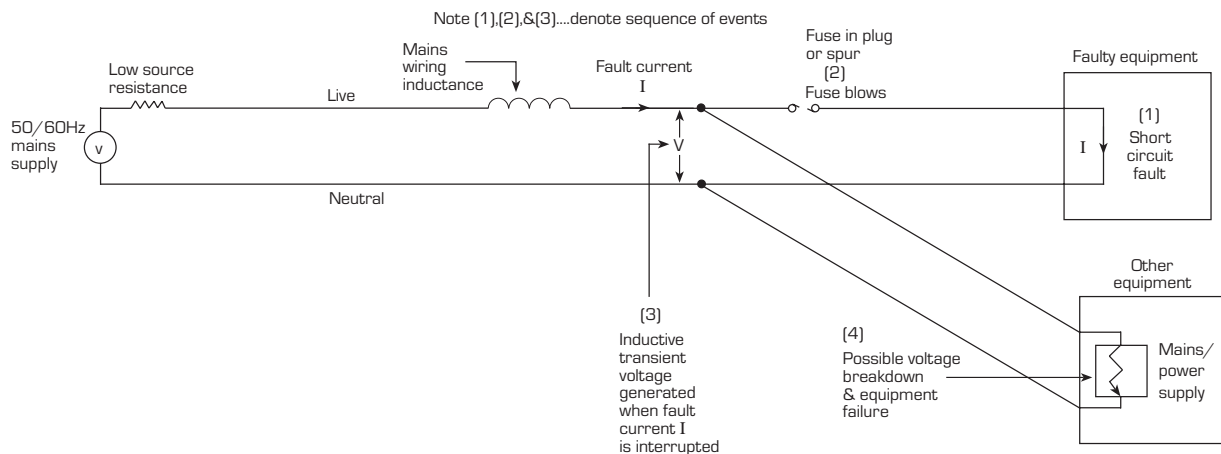 Note (1),(2),&(3)....denote sequence of events
Mains
wiring
inductance
Fuse in plug
or spur
(2)
Fuse blows
Faulty equipment
Low source
resistance
Live
Fault current
I
50/60Hz
mains
supply
v
V
I
(1)
Short
circuit
fault
Neutral
Other
equipment
(3)
Inductive
transient
voltage
generated
when fault
current I
is interrupted
(4)
Possible voltage
breakdown
& equipment
failure
Mains/
power
supply